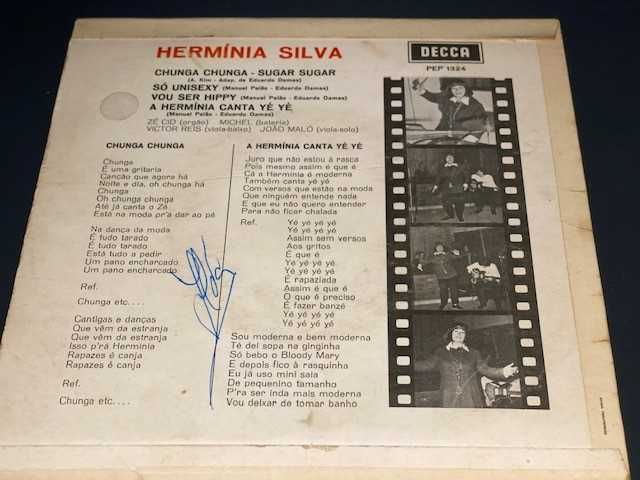 HERMÍNIA SILVA
DECCA
PEP 1324
CHUNGA CHUNGA - SUGAR SUGAR
(A. Kim - Adap. de Eduardo Damas)
SÓ UNISEXY (Manuel Paião - Eduardo Damas)
VOU SER HIPPY (Manuel Paião - Eduardo Damas)
A HERMÍNIA CANTA YÉ YÉ
(Manuel Paião - Eduardo Damas)
ZÉ CID (orgão) MICHEL (bateria)
VICTOR REIS (viola-baixo) JOÃO MALÓ (viola-solo)
CHUNGA CHUNGA
Chunga
É uma gritaria
Canção que agora há
Noite e dia, oh chunga há
Chunga
Oh chunga chunga
Até já canta o Zé
Está na moda p'ra dar ao pé
Na dança da moda
É tudo tarado
É tudo tarado
Está tudo a pedir
Um pano encharcado
Um pano encharcado
Ref.
Chunga etc....
Cantigas e danças
Que vêm da estranja
Que vêm da estranja
Isso p'rá Hermínia
Rapazes é canja
Rapazes é canja
Ref.
Chunga etc....
A HERMÍNIA CANTA YÉ YÉ
Juro que não estou à rasca
Pois mesmo assim é que é
Cá a Hermínia é moderna
Também canta yé yé
Com versos que estão na moda
Que ninguém entende nada
E que eu não quero entender
Para não ficar chalada
Ref. Yé yé yé yé
Yé yé yé yé
Assim sem versos
Aos gritos
É que é
Yé yé yé yé
Yé yé yé yé
É rapaziada
Assim é que é
O que é preciso
É fazer banzé
Yé yé yé yé
Yé yé yé yé
Sou moderna e bem moderna
Té dei sopa na ginginha
Só bebo o Bloody Mary
E depois fico à rasquinha
Eu já uso mini saia
De pequenino tamanho
P'ra ser inda mais moderna
Vou deixar de tomar banho